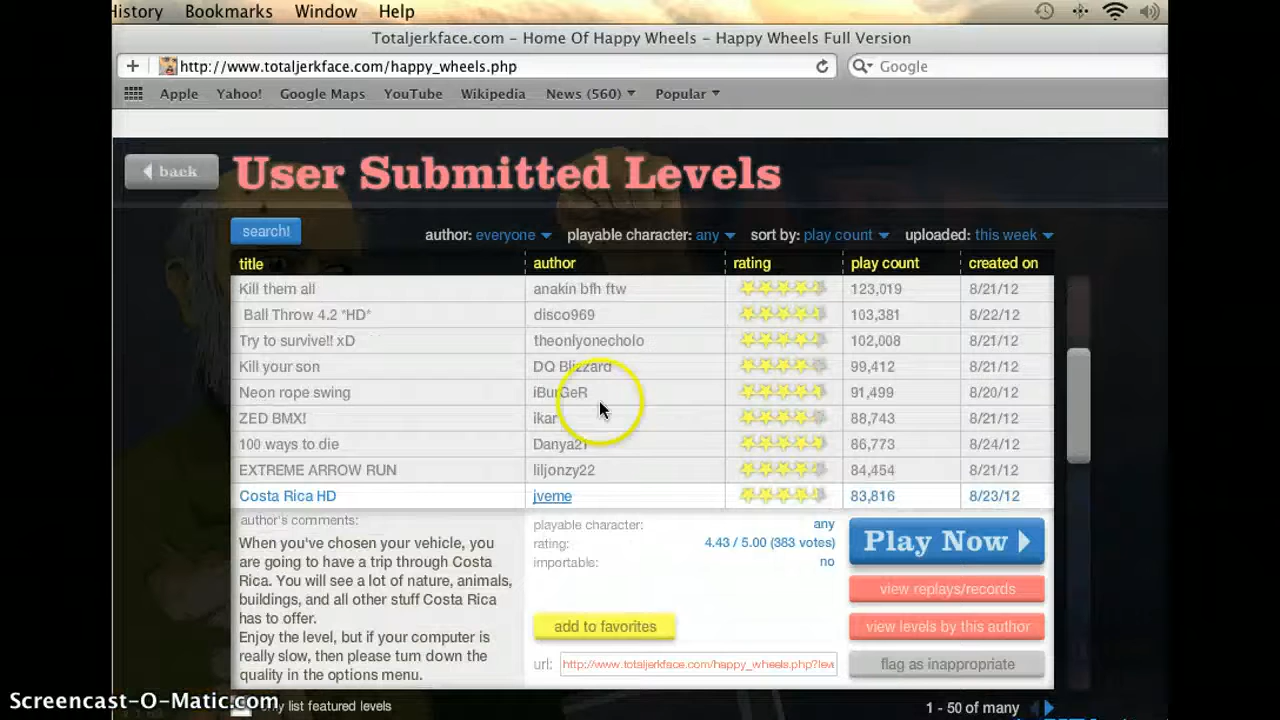 History Bookmarks Window Help
Totaljerkface.com – Home Of Happy Wheels – Happy Wheels Full Version
http://www.totaljerkface.com/happy_wheels.php Google
Apple Yahoo! Google Maps YouTube Wikipedia News (560) Popular
back User Submitted Levels
search! author: everyone playable character: any sort by: play count uploaded: this week
title author rating play count created on
Kill them all anakin bfh ftw 123,019 8/21/12
Ball Throw 4.2 *HD* disco969 103,381 8/22/12
Try to survive!! xD theonlyonecholo 102,008 8/21/12
Kill your son DQ Blizzard 99,412 8/21/12
Neon rope swing iBurGeR 91,499 8/20/12
ZED BMX! ikar 88,743 8/21/12
100 ways to die Danya21 86,773 8/24/12
EXTREME ARROW RUN liljonzy22 84,454 8/21/12
Costa Rica HD jveme 83,816 8/23/12
author's comments:
When you've chosen your vehicle, you
are going to have a trip through Costa
Rica. You will see a lot of nature, animals,
buildings, and all other stuff Costa Rica
has to offer.
Enjoy the level, but if your computer is
really slow, then please turn down the
quality in the options menu.
playable character: any
rating: 4.43 / 5.00 (383 votes)
importable: no
add to favorites
url: http://www.totaljerkface.com/happy_wheels.php?lev
Play Now
view replays/records
view levels by this author
flag as inappropriate
Screencast-O-Matic.com
list featured levels 1 - 50 of many